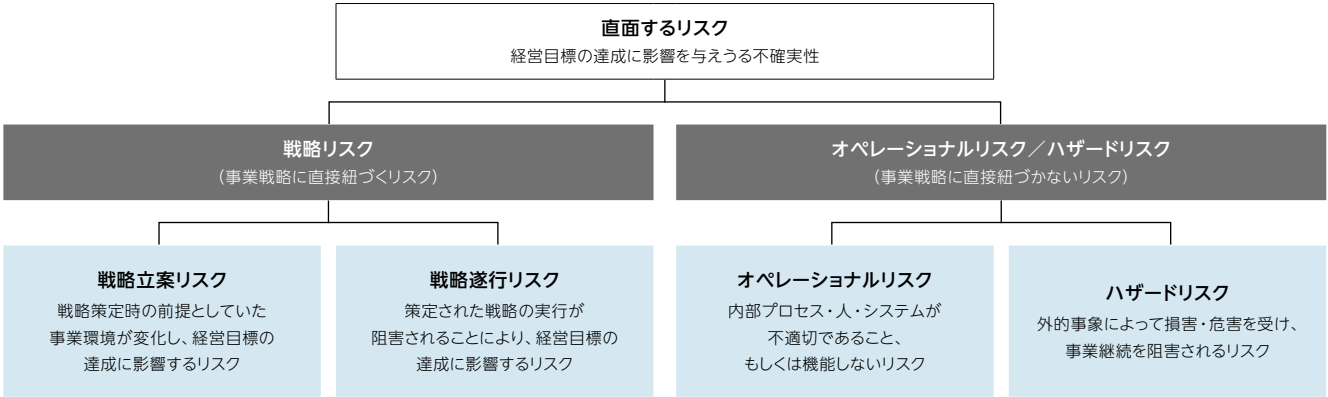 直面するリスク
経営目標の達成に影響を与えうる不確実性
戦略リスク
（事業戦略に直接紐づくリスク）
オペレーショナルリスク／ハザードリスク
（事業戦略に直接紐づかないリスク）
戦略立案リスク
戦略策定時の前提としていた
事業環境が変化し、経営目標の
達成に影響するリスク
戦略遂行リスク
策定された戦略の実行が
阻害されることにより、経営目標の
達成に影響するリスク
オペレーショナルリスク
内部プロセス・人・システムが
不適切であること、
もしくは機能しないリスク
ハザードリスク
外的事象によって損害・危害を受け、
事業継続を阻害されるリスク